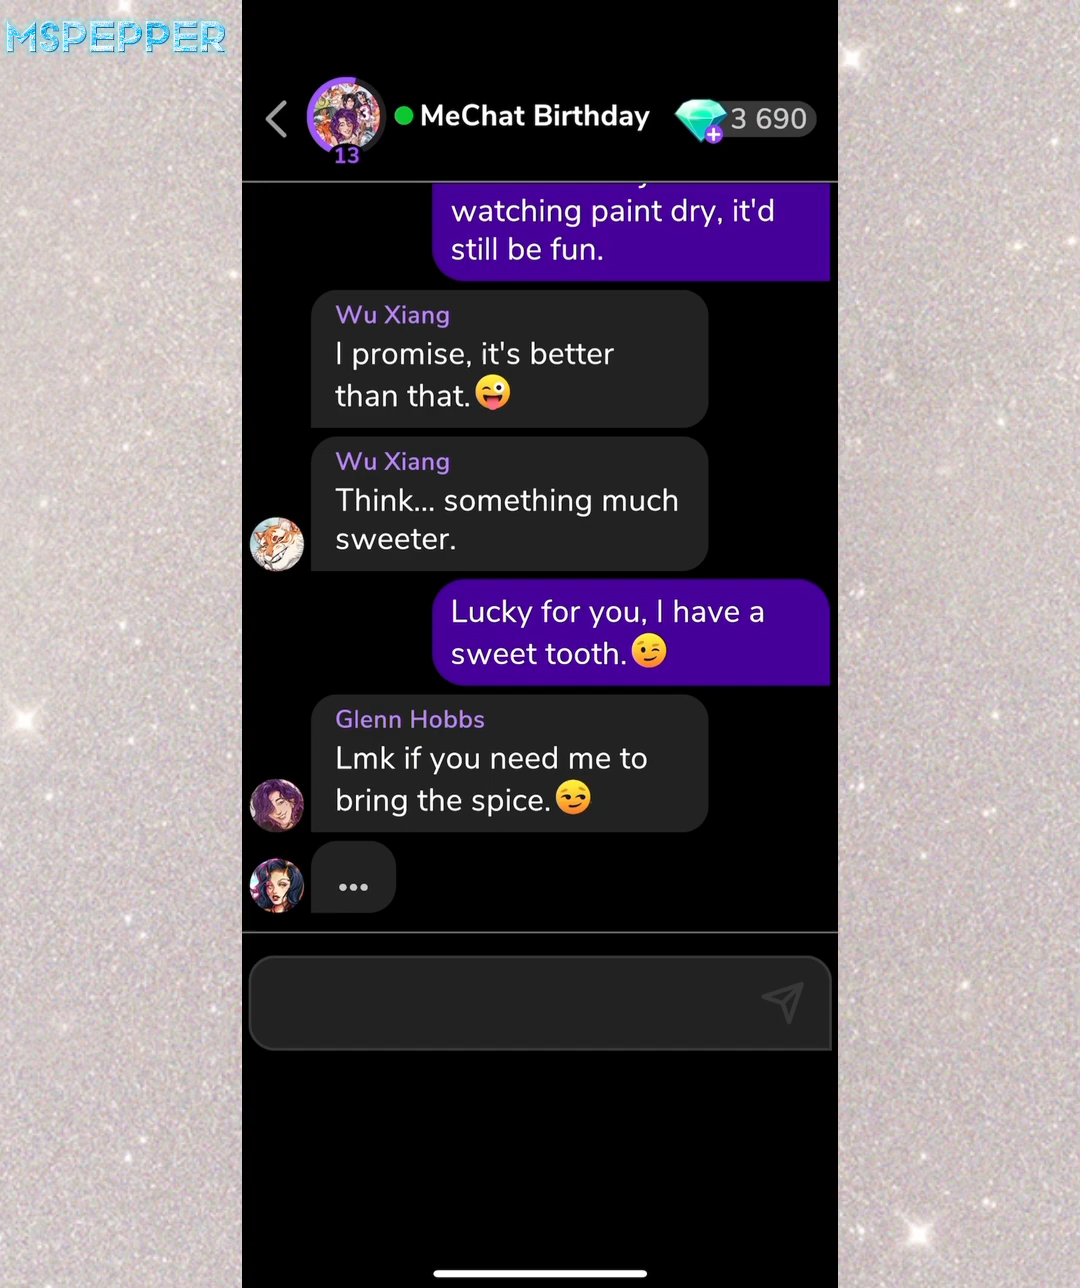 MSPEPPER
MeChat Birthday
3 690
13
watching paint dry, it'd
still be fun.
Wu Xiang
I promise, it's better
than that.😜
Wu Xiang
Think... something much
sweeter.
Lucky for you, I have a
sweet tooth.😉
Glenn Hobbs
Lmk if you need me to
bring the spice.😏
...